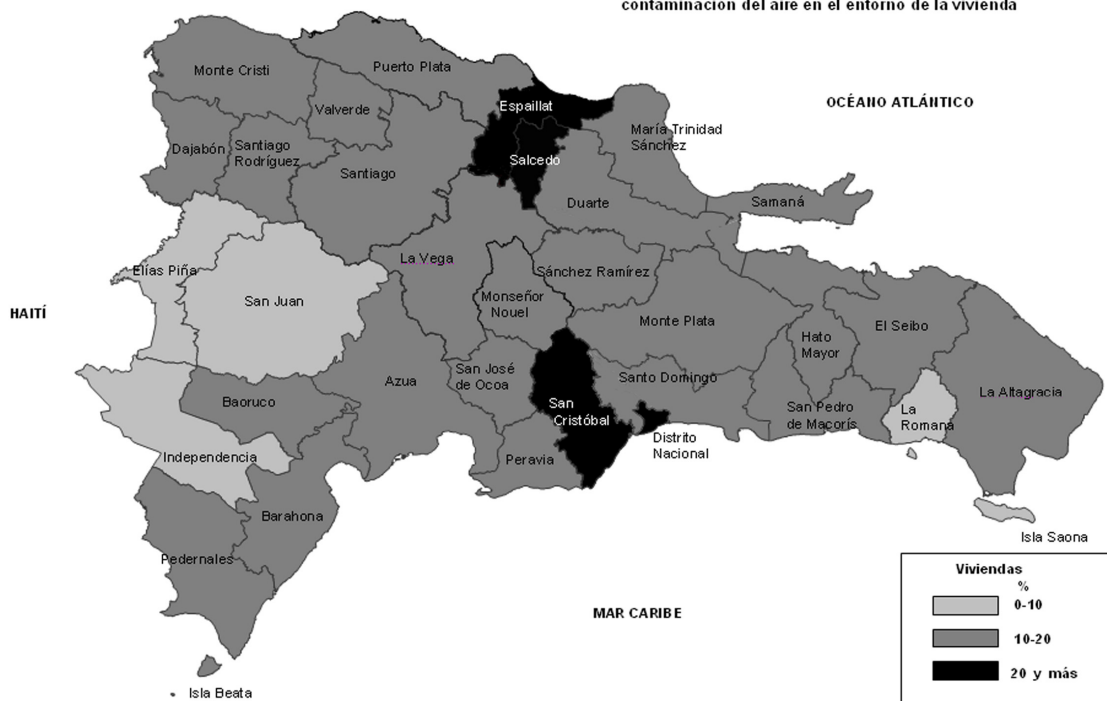 contaminación del aire en el entorno de la vivienda
Monte Cristi
Puerto Plata
Espaillat
OCÉANO ATLÁNTICO
Valverde
María Trinidad
Sánchez
Dajabón
Santiago
Rodríguez
Santiago
Salcedo
Duarte
Samaná
Elías Piña
La Vega
Sánchez Ramírez
San Juan
Monseñor
Nouel
HAITÍ
Monte Plata
El Seibo
Hato
Mayor
Azua
San José
de Ocoa
Santo Domingo
La Altagracia
Baoruco
San
Cristóbal
San Pedro
de Macorís
La
Romana
Independencia
Peravia
Distrito
Nacional
Barahona
Isla Saona
Pedernales
MAR CARIBE
Isla Beata
Viviendas
%
0-10
10-20
20 y más